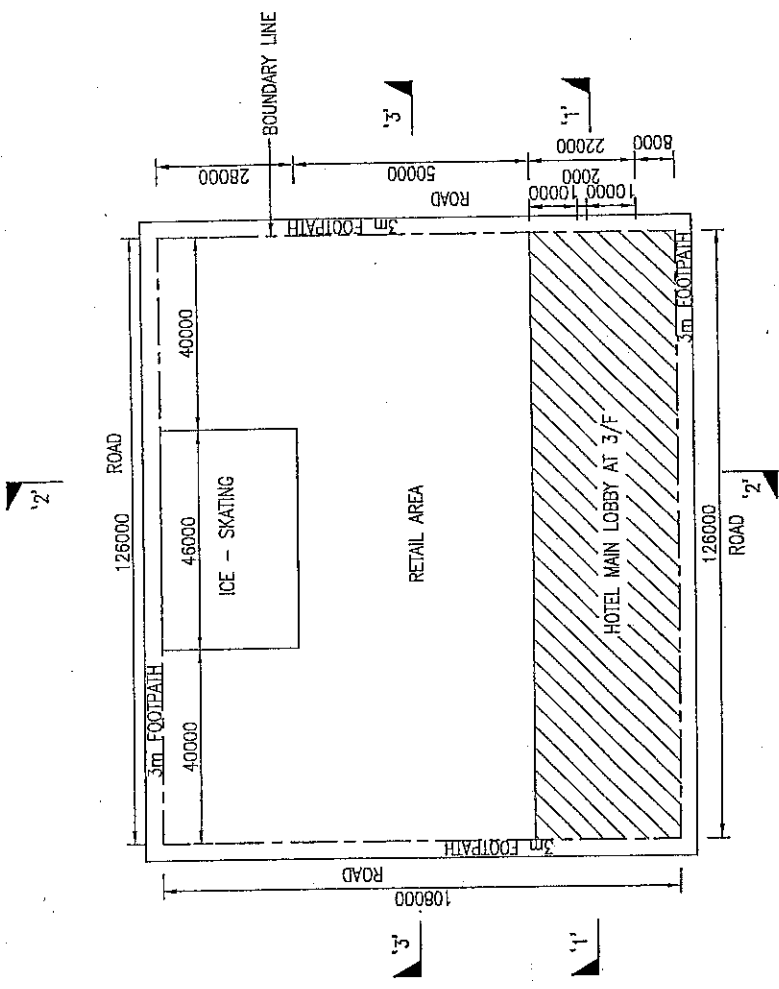 '2'
126000
ROAD
3m FOOTPATH
40000
46000
40000
ICE - SKATING
28000
BOUNDARY LINE
ROAD
3m FOOTPATH
50000
'3'
'3'
RETAIL AREA
ROAD
108000
3m FOOTPATH
10000
2000
10000
22000
8000
'1'
'1'
HOTEL MAIN LOBBY AT 3/F
3m FOOTPATH
126000
ROAD
'2'